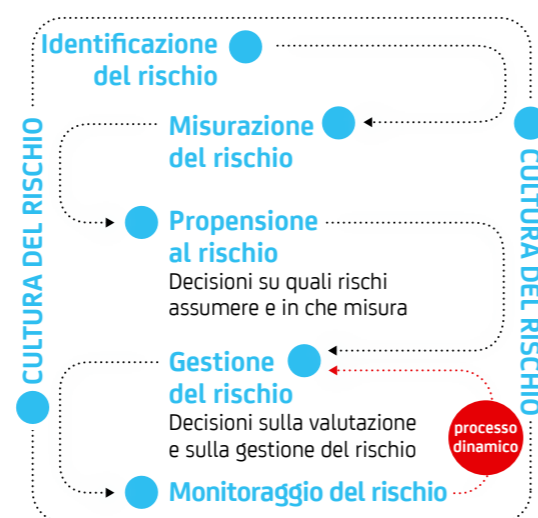 Identificazione
del rischio
CULTURA DEL RISCHIO
Misurazione
del rischio
CULTURA DEL RISCHIO
Propensione
al rischio
Decisioni su quali rischi
assumere e in che misura
Gestione
del rischio
Decisioni sulla valutazione
e sulla gestione del rischio
processo
dinamico
Monitoraggio del rischio